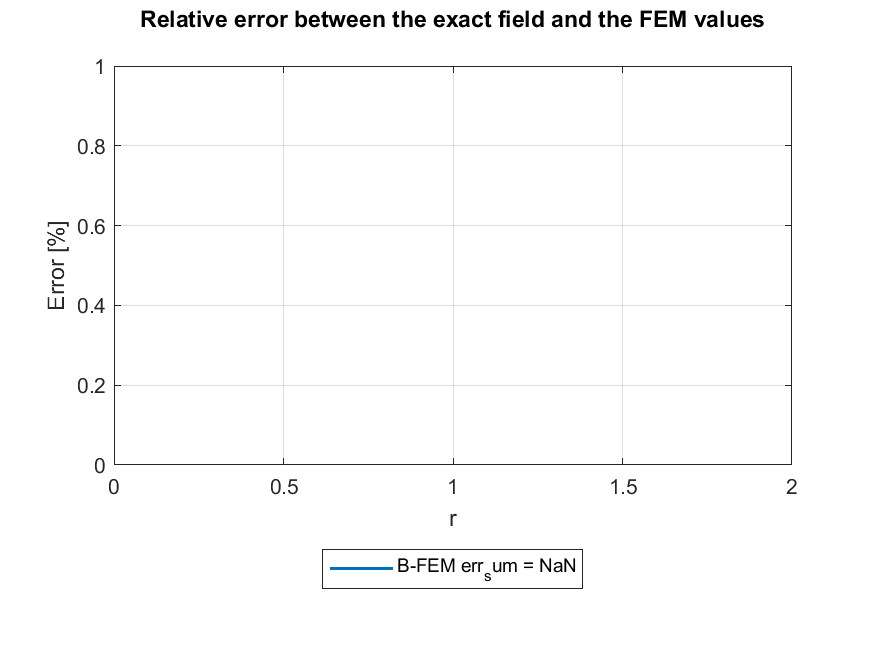 Relative error between the exact field and the FEM values
1
0.8
0.6
0.4
0.2
0
Error [%]
0 0.5 1 1.5 2
r
B-FEM errₛum = NaN